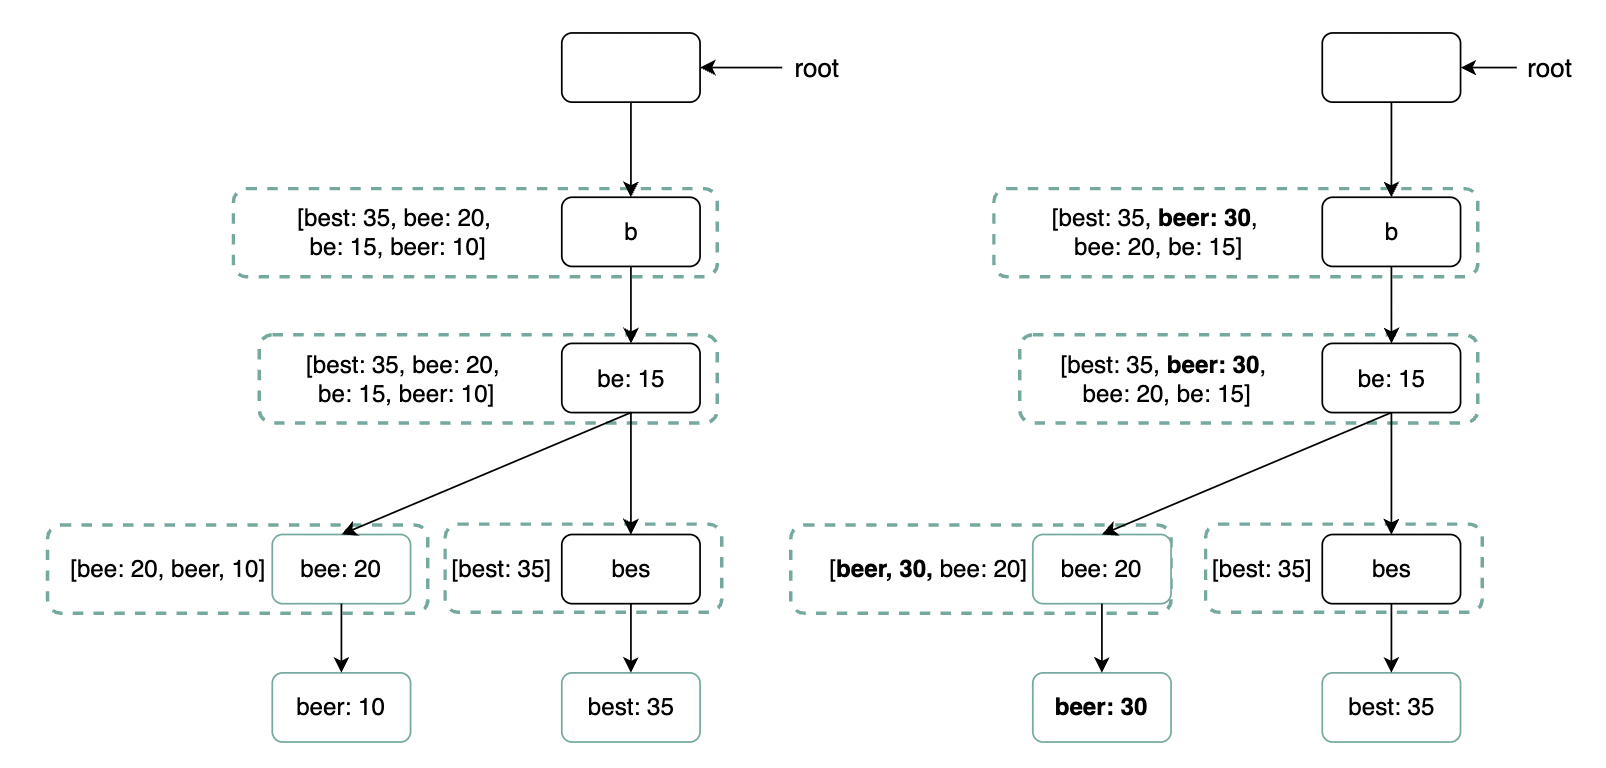 root
[best: 35, bee: 20,
be: 15, beer: 10]
b
[best: 35, bee: 20,
be: 15, beer: 10]
be: 15
[bee: 20, beer, 10]
bee: 20
[best: 35]
bes
beer: 10
best: 35
root
[best: 35, beer: 30,
bee: 20, be: 15]
b
[best: 35, beer: 30,
bee: 20, be: 15]
be: 15
[beer, 30, bee: 20]
bee: 20
[best: 35]
bes
beer: 30
best: 35